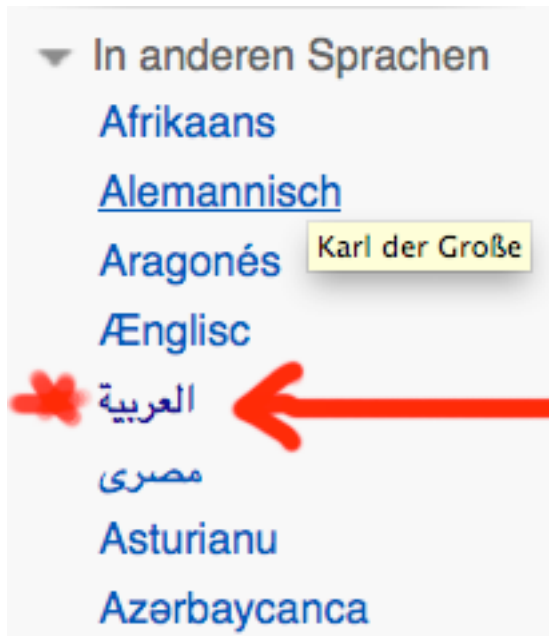 In anderen Sprachen
Afrikaans
Alemannisch
Karl der Große
Aragonés
Ænglisc
العربية
مصرى
Asturianu
Azərbaycanca